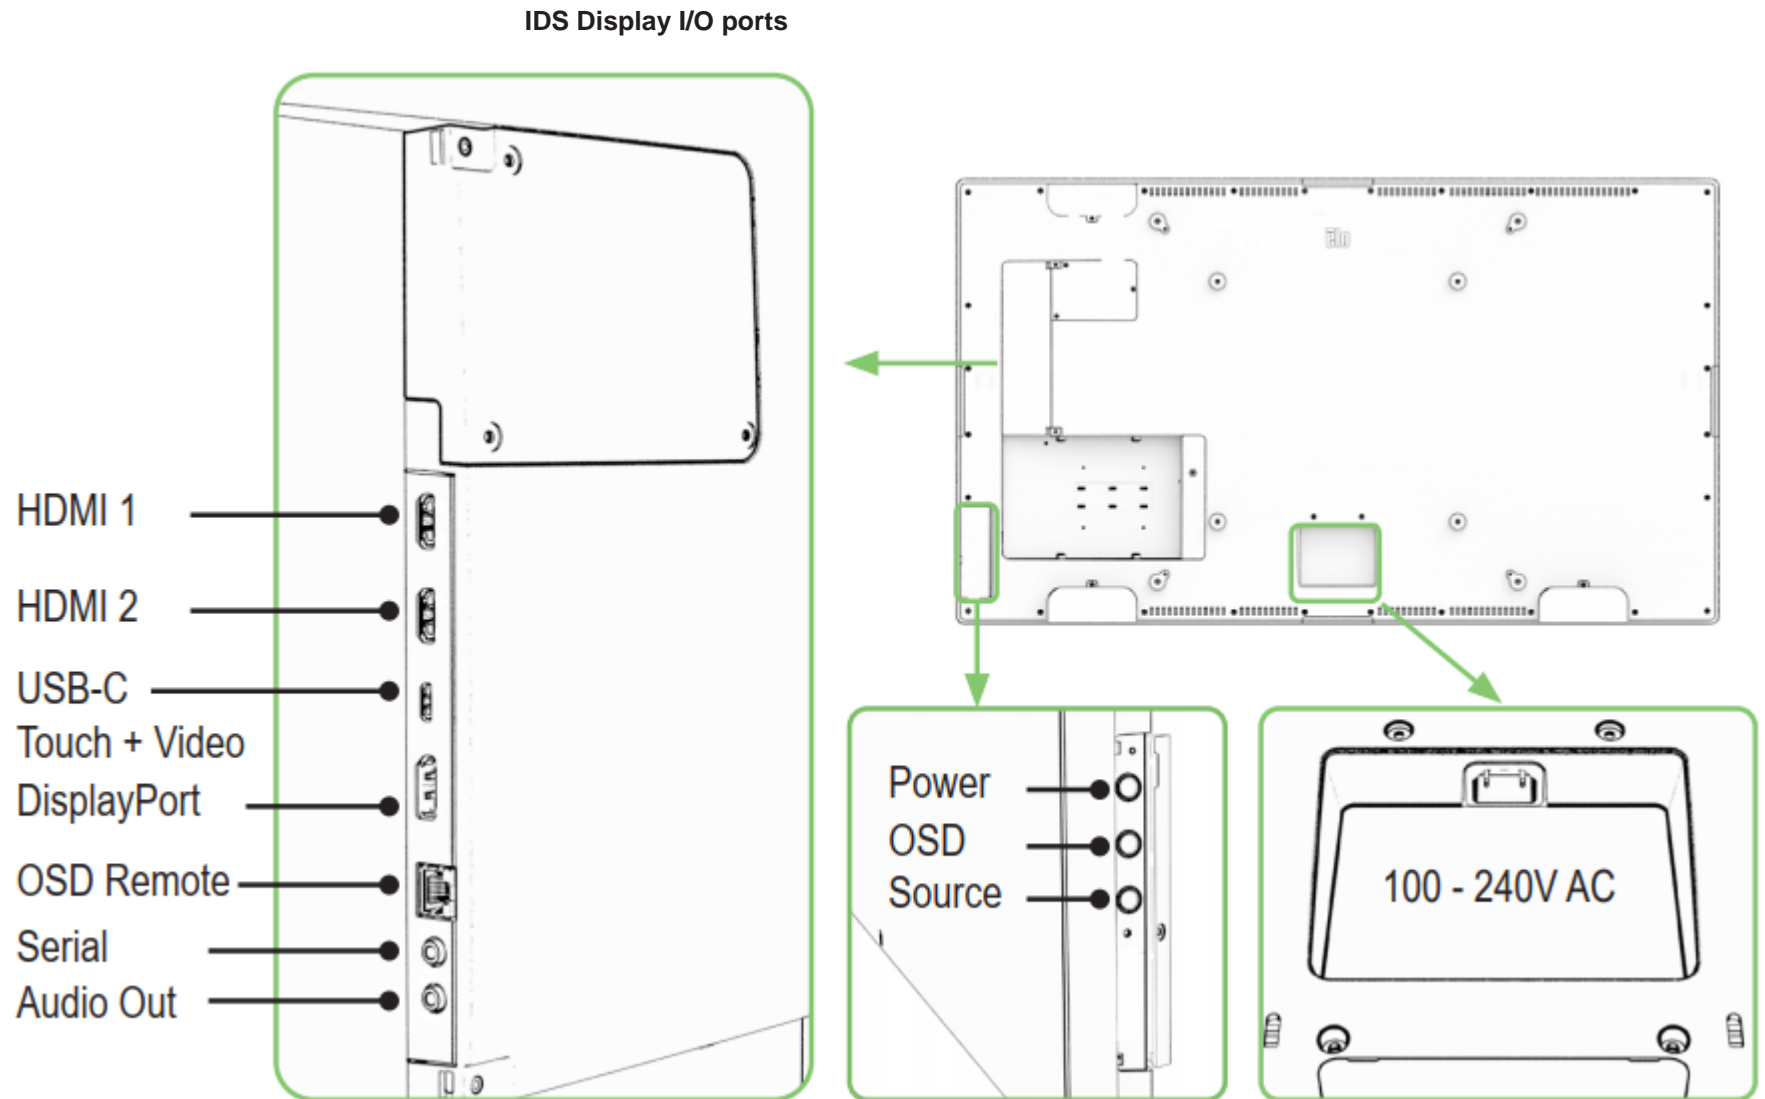 IDS Display I/O ports
elo
HDMI 1
HDMI 2
USB-C
Touch + Video
DisplayPort
OSD Remote
Serial
Audio Out
Power
OSD
Source
100 - 240V AC